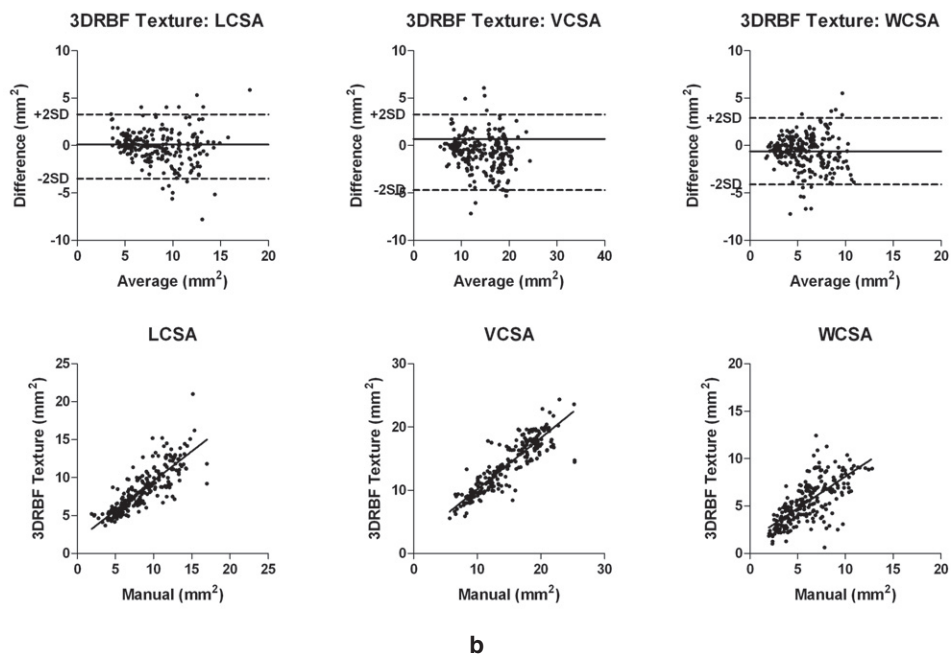 3DRBF Texture: LCSA
Difference (mm²)
10
5
0
-5
-10
+2SD
-2SD
0 5 10 15 20
Average (mm²)
3DRBF Texture: VCSA
Difference (mm²)
10
5
0
-5
-10
+2SD
-2SD
0 10 20 30 40
Average (mm²)
3DRBF Texture: WCSA
Difference (mm²)
10
5
0
-5
-10
+2SD
-2SD
0 5 10 15 20
Average (mm²)
LCSA
3DRBF Texture (mm²)
25
20
15
10
5
0
0 5 10 15 20 25
Manual (mm²)
VCSA
3DRBF Texture (mm²)
30
20
10
0
0 10 20 30
Manual (mm²)
WCSA
3DRBF Texture (mm²)
20
15
10
5
0
0 5 10 15 20
Manual (mm²)
b